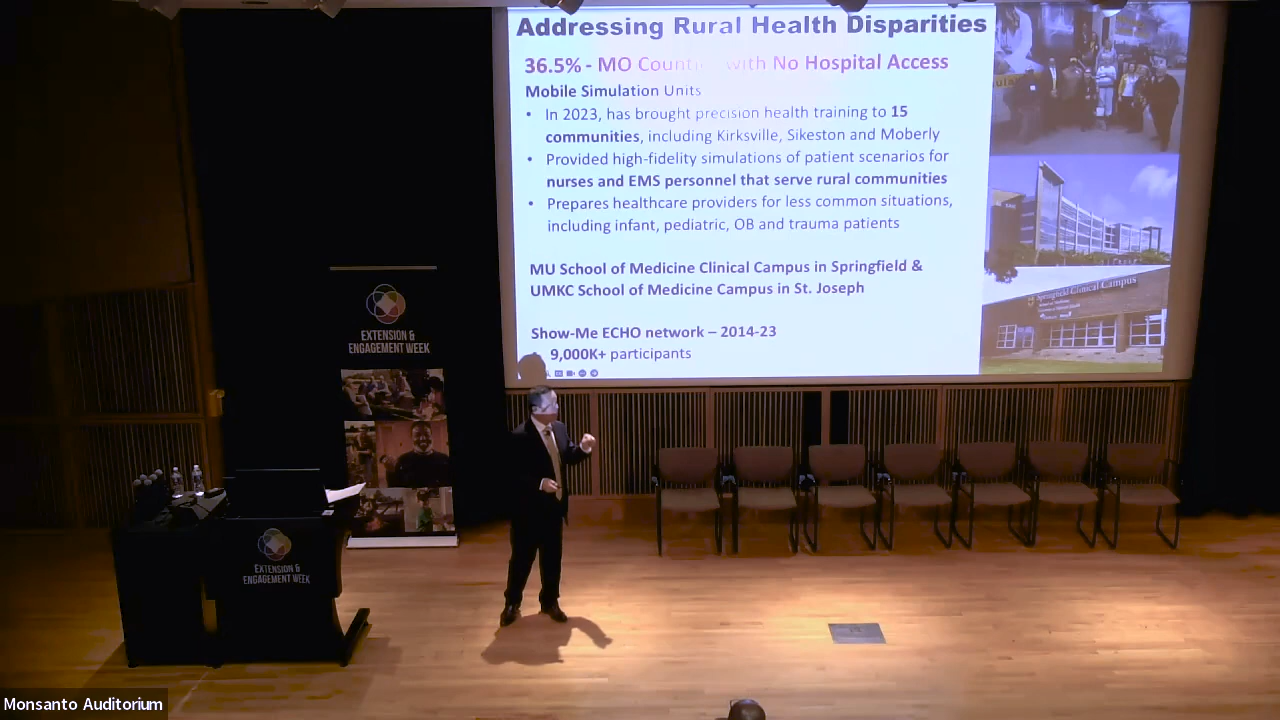 Addressing Rural Health Disparities
36.5% - MO Counti with No Hospital Access
Mobile Simulation Units
• In 2023, has brought precision health training to 15
communities, including Kirksville, Sikeston and Moberly
• Provided high-fidelity simulations of patient scenarios for
nurses and EMS personnel that serve rural communities
• Prepares healthcare providers for less common situations,
including infant, pediatric, OB and trauma patients
MU School of Medicine Clinical Campus in Springfield &
UMKC School of Medicine Campus in St. Joseph
Show-Me ECHO network – 2014-23
9,000K+ participants
Springfield Clinical Campus
EXTENSION &
ENGAGEMENT WEEK
EXTENSION &
ENGAGEMENT WEEK
Monsanto Auditorium